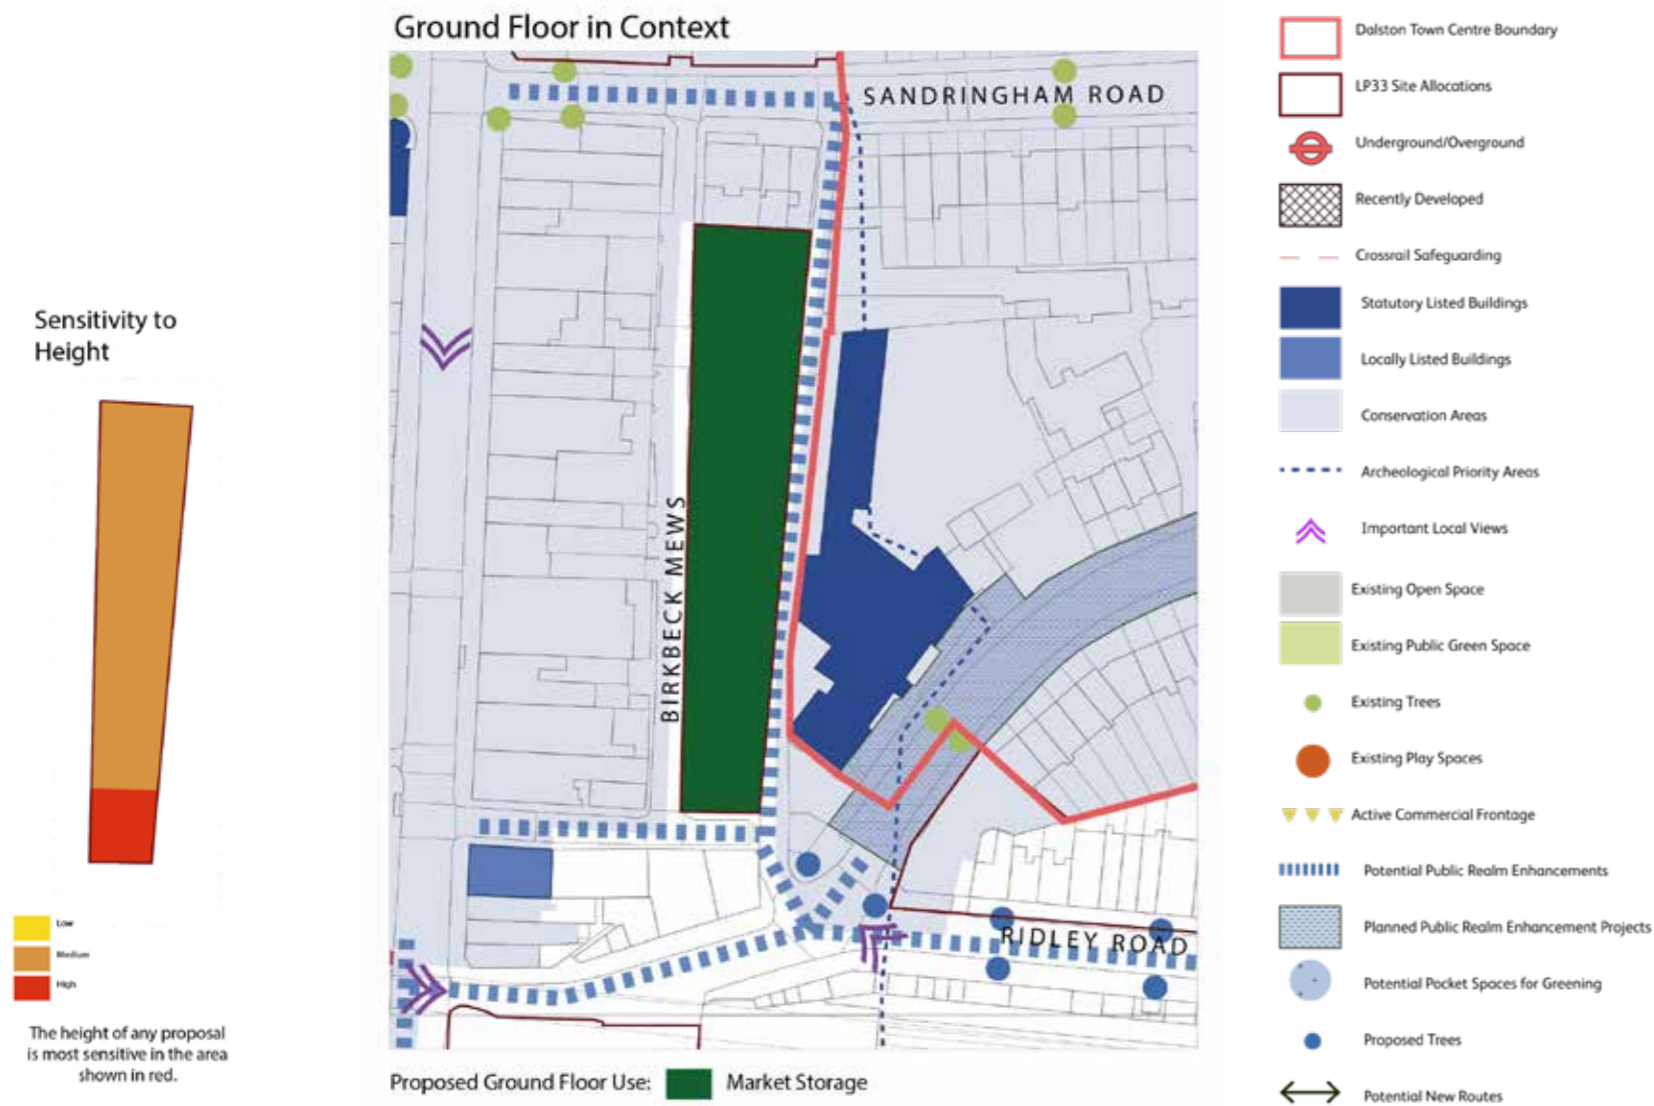 Ground Floor in Context
Sensitivity to
Height
Low
Medium
High
The height of any proposal
is most sensitive in the area
shown in red.
SANDRINGHAM ROAD
BIRKBECK MEWS
RIDLEY ROAD
Proposed Ground Floor Use:
Market Storage
Dalston Town Centre Boundary
LP33 Site Allocations
Underground/Overground
Recently Developed
Crossrail Safeguarding
Statutory Listed Buildings
Locally Listed Buildings
Conservation Areas
Archeological Priority Areas
Important Local Views
Existing Open Space
Existing Public Green Space
Existing Trees
Existing Play Spaces
Active Commercial Frontage
Potential Public Realm Enhancements
Planned Public Realm Enhancement Projects
Potential Pocket Spaces for Greening
Proposed Trees
Potential New Routes